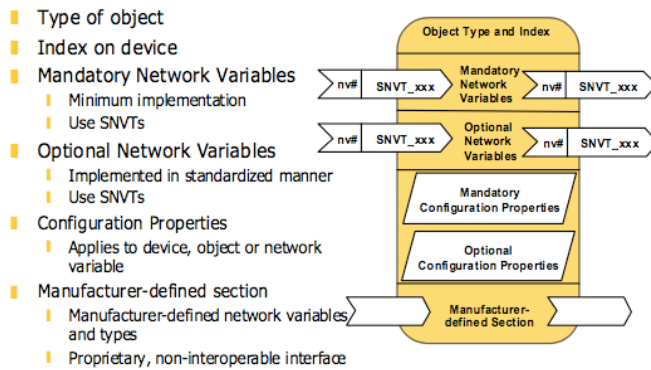 Type of object
Index on device
Mandatory Network Variables
Minimum implementation
Use SNVTs
Optional Network Variables
Implemented in standardized manner
Use SNVTs
Configuration Properties
Applies to device, object or network
variable
Manufacturer-defined section
Manufacturer-defined network variables
and types
Proprietary, non-interoperable interface
Object Type and Index
nv# SNVT_xxx
Mandatory
Network
Variables
nv# SNVT_xxx
nv# SNVT_xxx
Optional
Network
Variables
nv# SNVT_xxx
Mandatory
Configuration Properties
Optional
Configuration Properties
Manufacturer-
defined Section